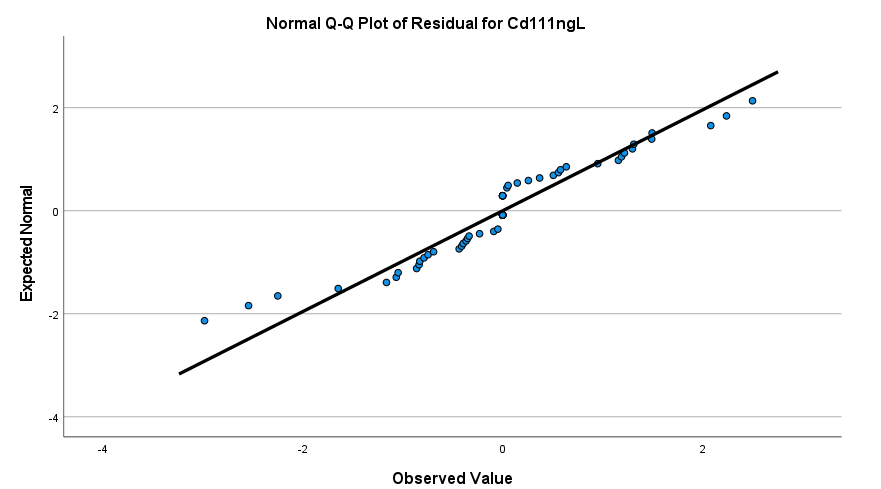 Normal Q-Q Plot of Residual for Cd111ngL
Expected Normal
2
0
-2
-4
-4 -2 0 2
Observed Value